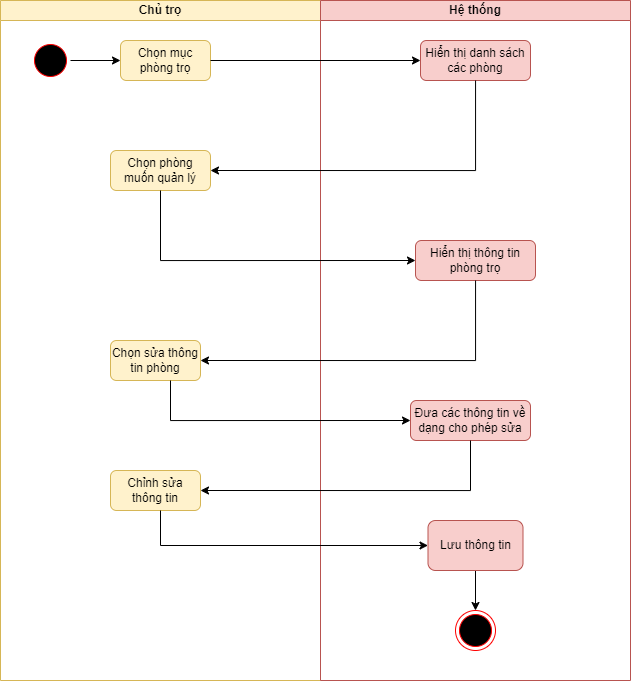 Chủ trọ
Hệ thống
Chọn mục
phòng trọ
Hiển thị danh sách
các phòng
Chọn phòng
muốn quản lý
Hiển thị thông tin
phòng trọ
Chọn sửa thông
tin phòng
Đưa các thông tin về
dạng cho phép sửa
Chỉnh sửa
thông tin
Lưu thông tin